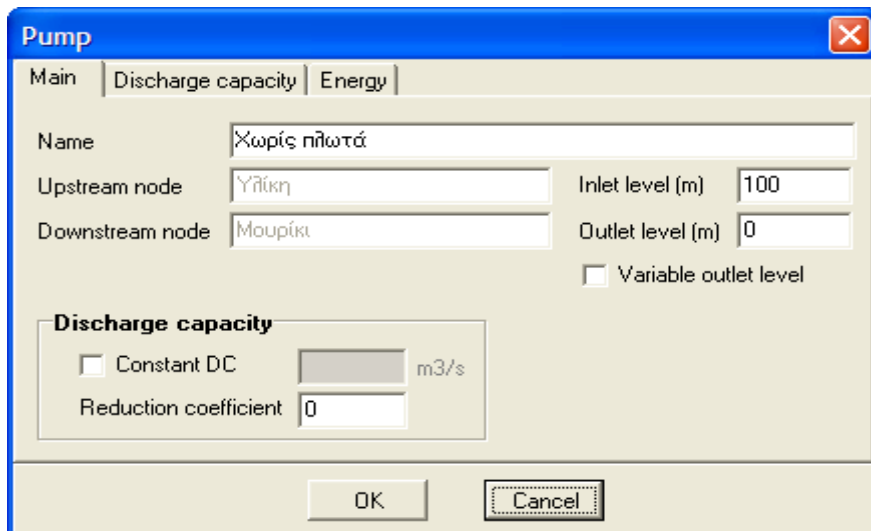 Pump
Main Discharge capacity Energy
Name Χωρίς πλωτά
Upstream node Υλίκη Inlet level (m) 100
Downstream node Μουρίκι Outlet level (m) 0
Variable outlet level
Discharge capacity
Constant DC m3/s
Reduction coefficient 0
OK Cancel